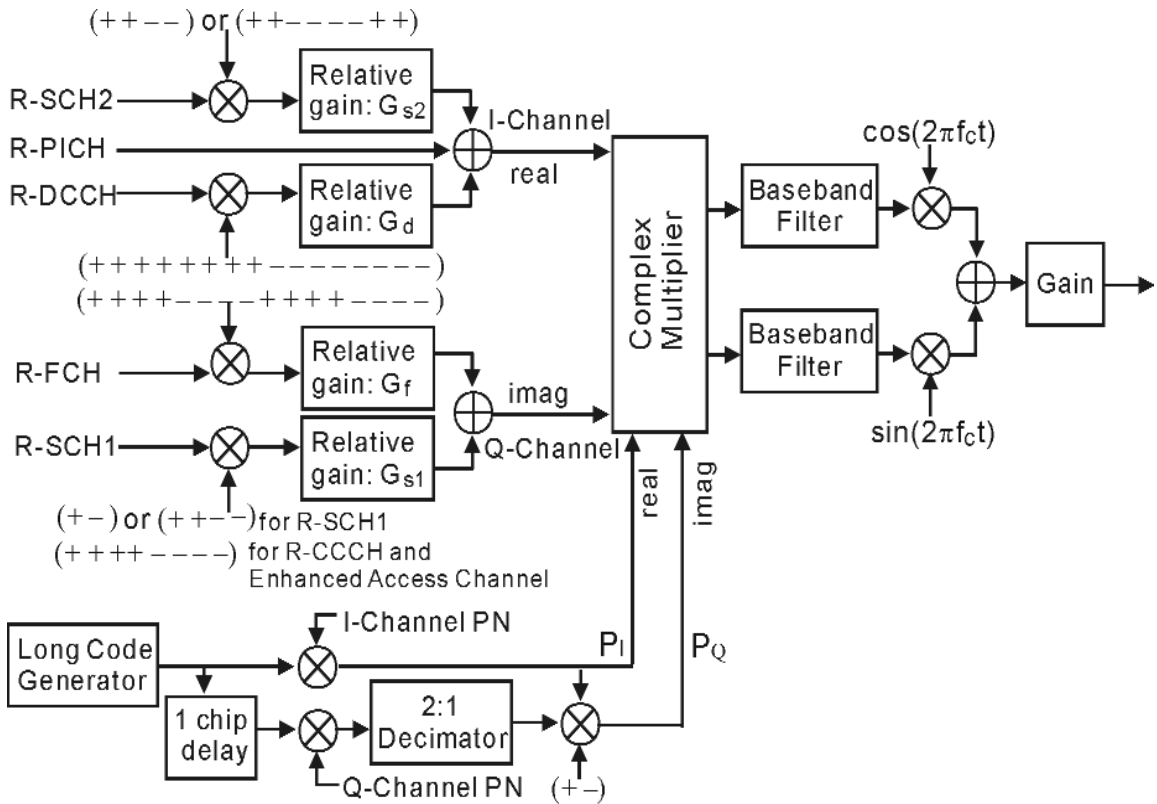 (++--) or (++----++)
R-SCH2
Relative
gain: Gs2
I-Channel
real
R-PICH
R-DCCH
Relative
gain: Gd
(++++++++--------)
(++++----++++----)
R-FCH
Relative
gain: Gf
imag
Q-Channel
R-SCH1
Relative
gain: Gs1
(+-) or (++--) for R-SCH1
(++++----) for R-CCCH and
Enhanced Access Channel
Complex
Multiplier
real
imag
Baseband
Filter
cos(2πfct)
Baseband
Filter
sin(2πfct)
Gain
Long Code
Generator
I-Channel PN
PI
PQ
1 chip
delay
2:1
Decimator
Q-Channel PN
(+-)